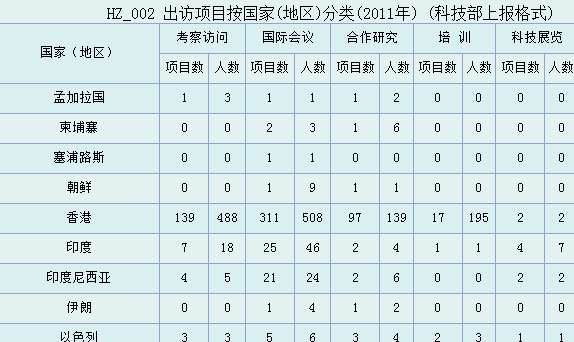 HZ_002 出访项目按国家(地区)分类(2011年) (科技部上报格式)
国家（地区） 考察访问 国际会议 合作研究 培 训 科技展览
项目数 人数 项目数 人数 项目数 人数 项目数 人数 项目数 人数
孟加拉国 1 3 1 1 1 2 0 0 0 0
柬埔寨 0 0 2 3 1 6 0 0 0 0
塞浦路斯 0 0 1 1 0 0 0 0 0 0
朝鲜 0 0 1 9 1 1 0 0 0 0
香港 139 488 311 508 97 139 17 195 2 2
印度 7 18 25 46 2 4 1 1 4 7
印度尼西亚 4 5 21 24 2 6 0 0 2 2
伊朗 0 0 1 4 1 2 0 0 0 0
以色列 3 3 5 6 3 4 2 3 1 1